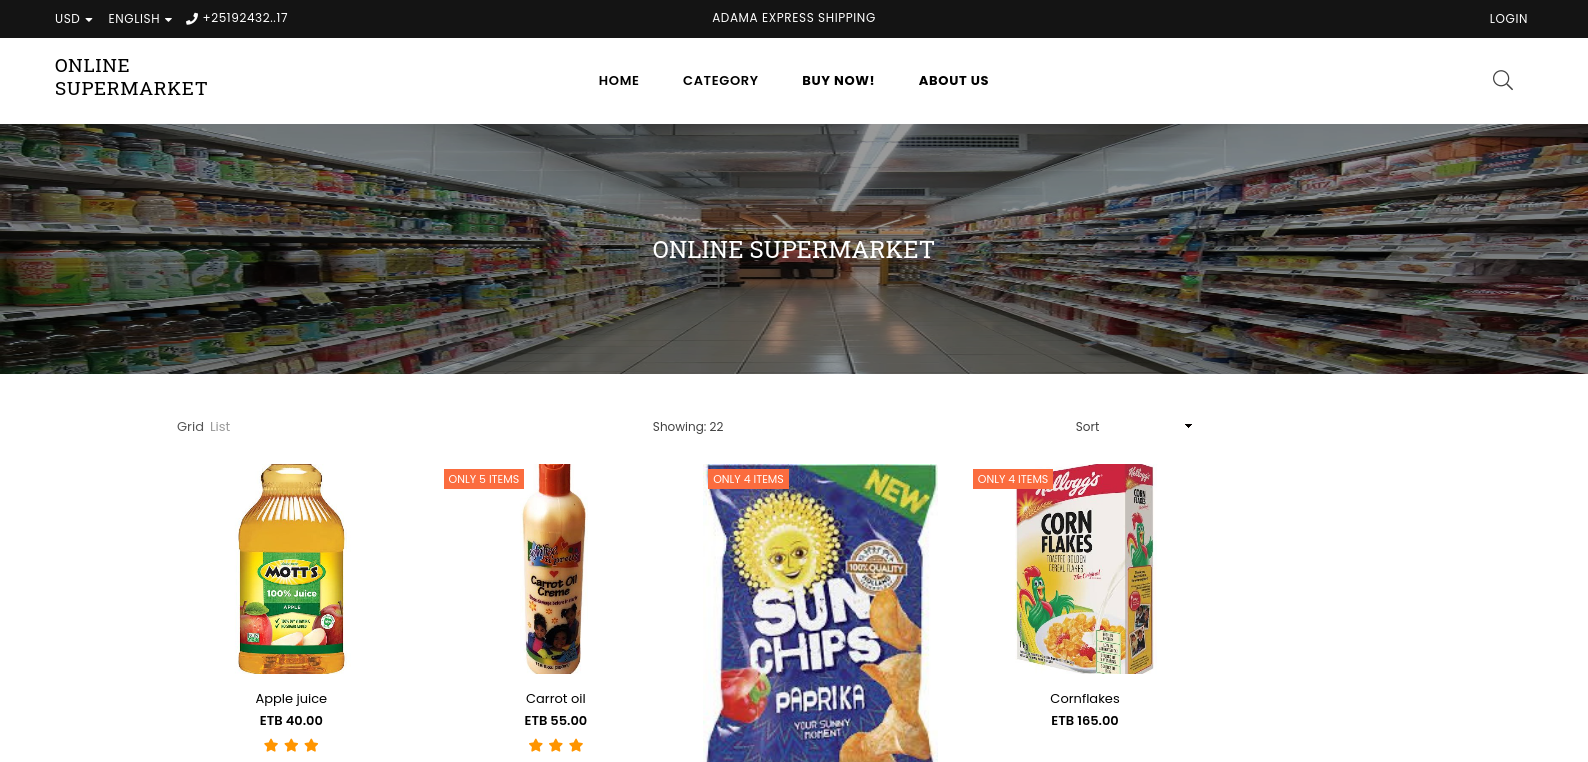 USD ENGLISH +25192432..17 ADAMA EXPRESS SHIPPING LOGIN
ONLINE
SUPERMARKET
HOME CATEGORY BUY NOW! ABOUT US
ONLINE SUPERMARKET
Grid List Showing: 22 Sort
ONLY 5 ITEMS
ONLY 4 ITEMS
ONLY 4 ITEMS
MOTT'S
100% Juice
APPLE
Carrot Oil
Creme
NEW
100% QUALITY
SUN
CHIPS
PAPRIKA
YOUR SUNNY
MOMENT
Kellogg's
CORN
FLAKES
The Original
Apple juice
ETB 40.00
Carrot oil
ETB 55.00
Cornflakes
ETB 165.00